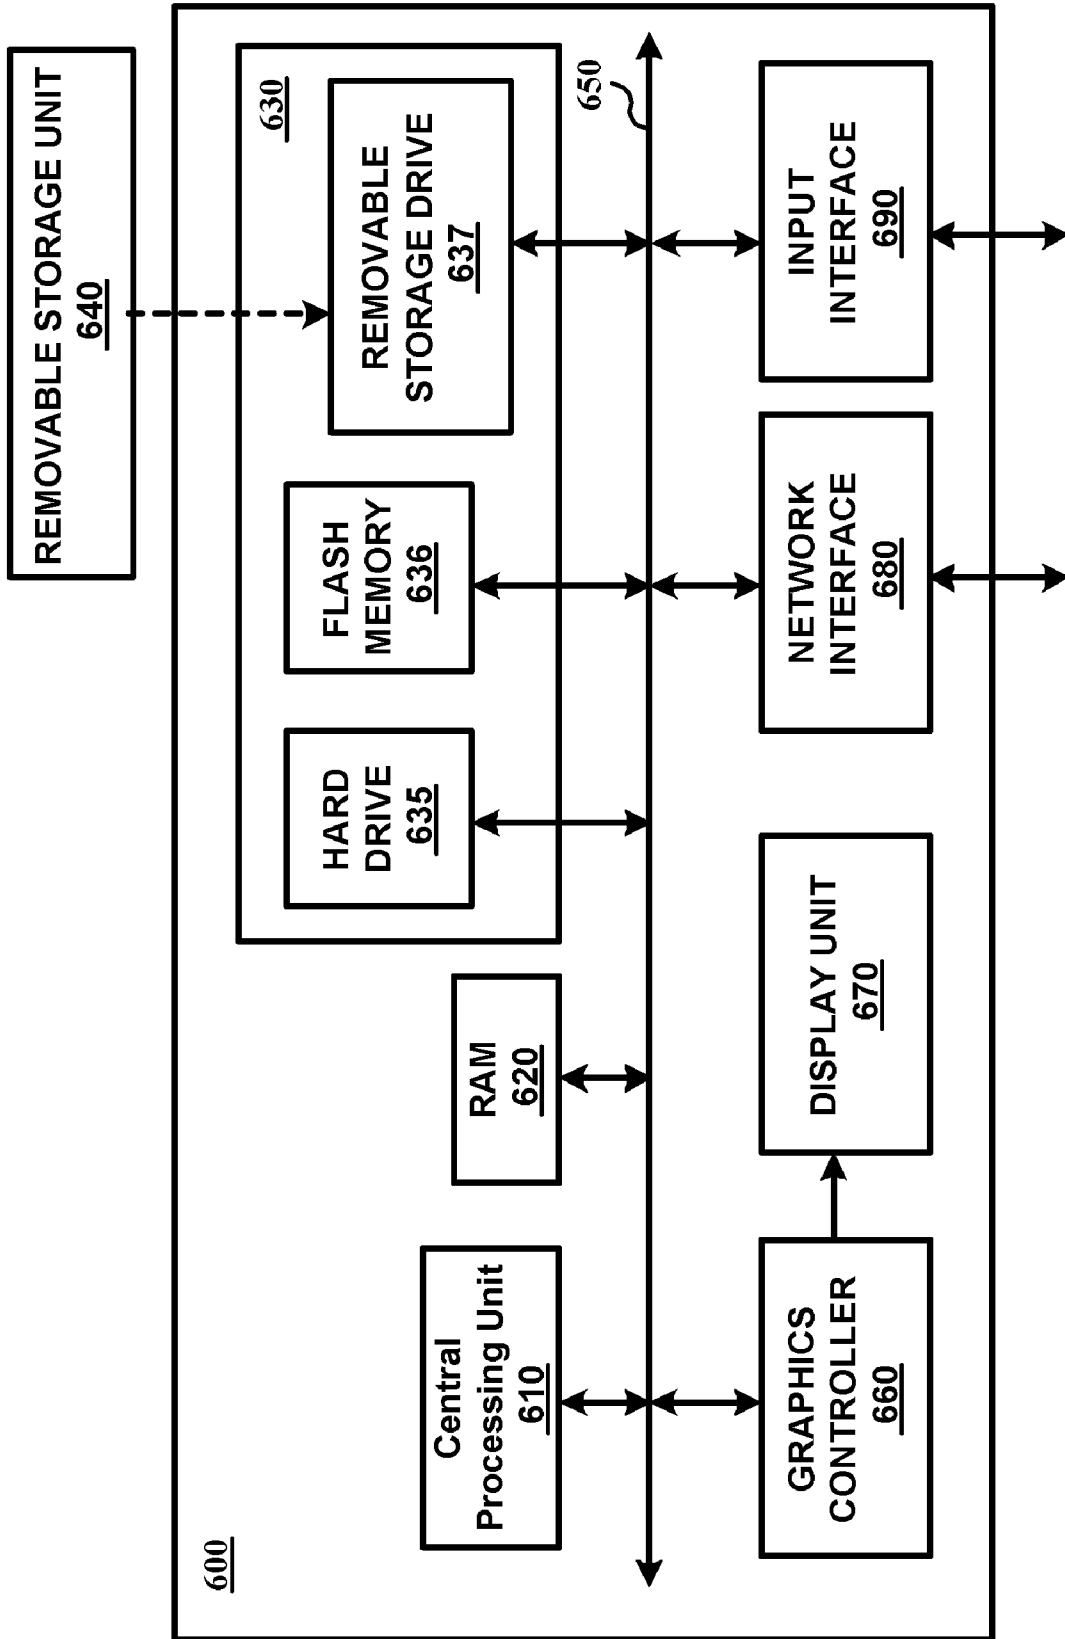 600
REMOVABLE STORAGE UNIT
640
630
Central
Processing Unit
610
RAM
620
HARD
DRIVE
635
FLASH
MEMORY
636
REMOVABLE
STORAGE DRIVE
637
650
GRAPHICS
CONTROLLER
660
DISPLAY UNIT
670
NETWORK
INTERFACE
680
INPUT
INTERFACE
690